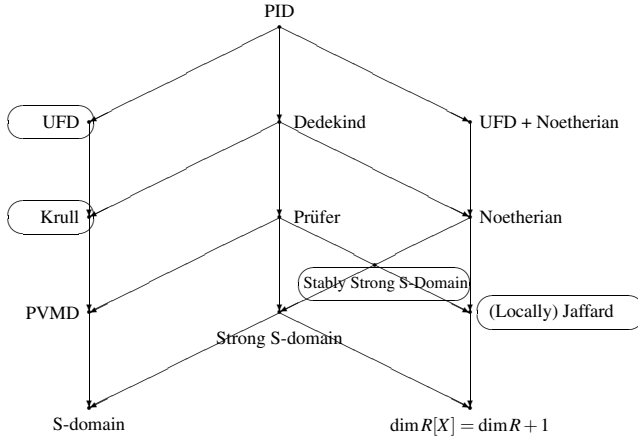 PID
UFD
Dedekind
UFD + Noetherian
Krull
Prüfer
Noetherian
Stably Strong S-Domain
PVMD
(Locally) Jaffard
Strong S-domain
S-domain
dim R[X] = dim R + 1